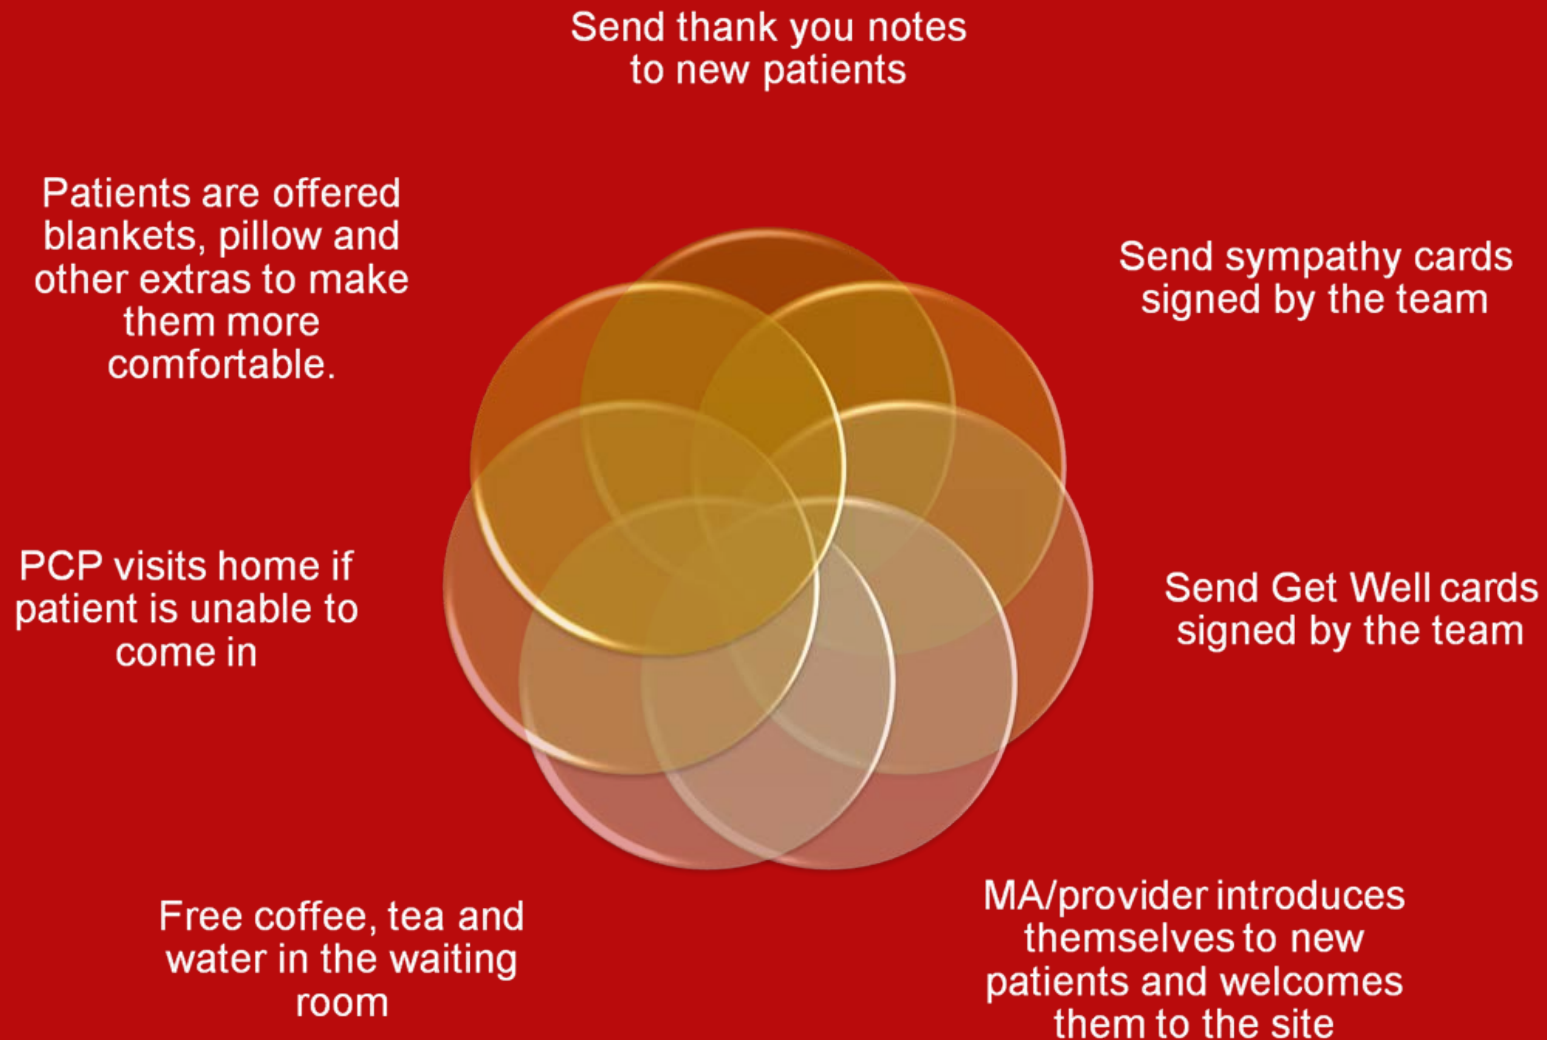 Send thank you notes
to new patients
Patients are offered
blankets, pillow and
other extras to make
them more
comfortable.
Send sympathy cards
signed by the team
PCP visits home if
patient is unable to
come in
Send Get Well cards
signed by the team
Free coffee, tea and
water in the waiting
room
MA/provider introduces
themselves to new
patients and welcomes
them to the site